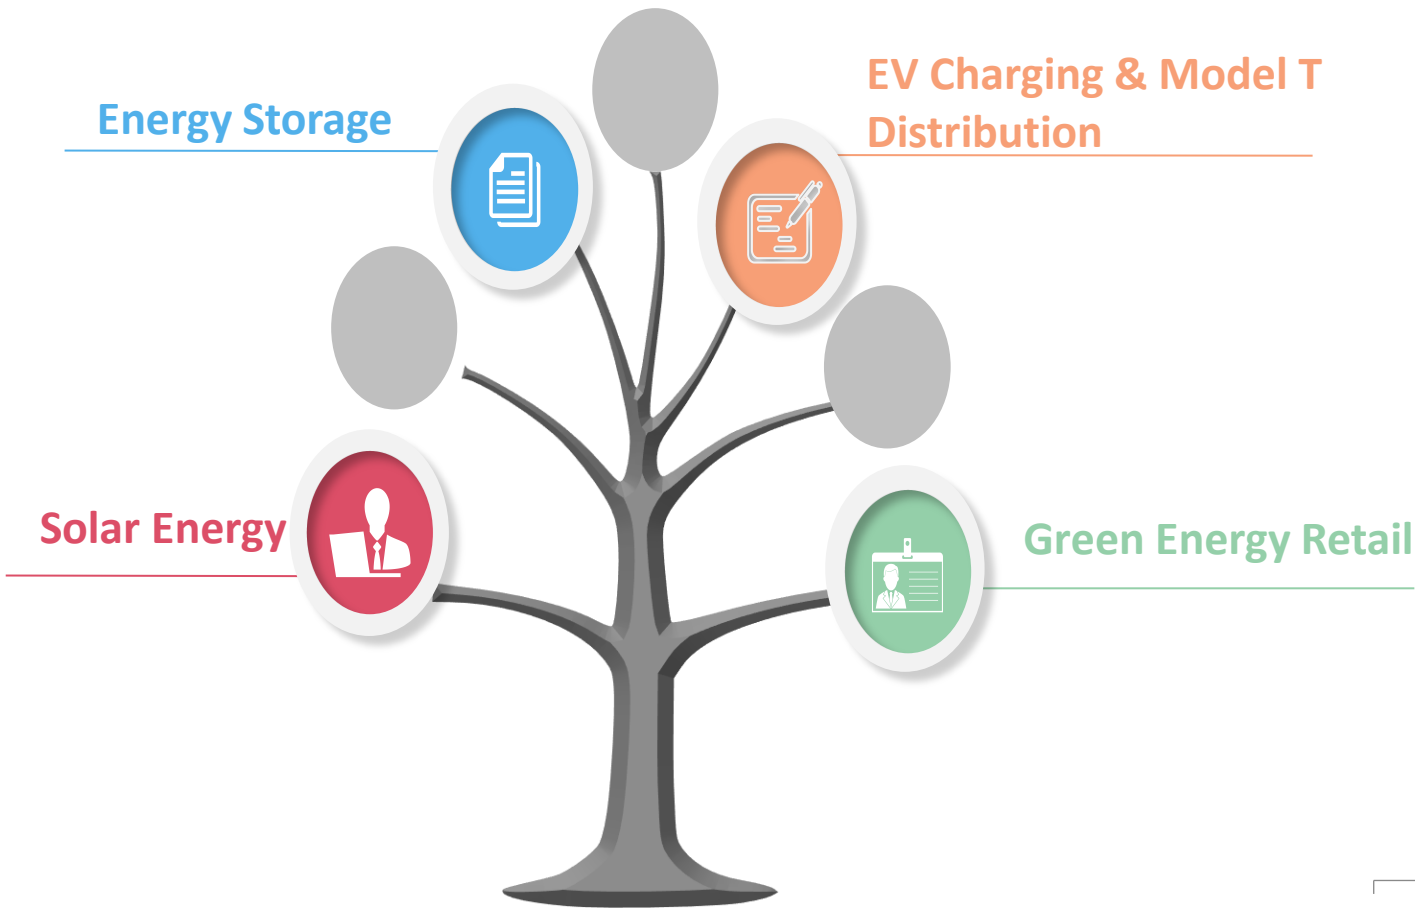 EV Charging & Model T
Distribution
Energy Storage
Solar Energy
Green Energy Retail